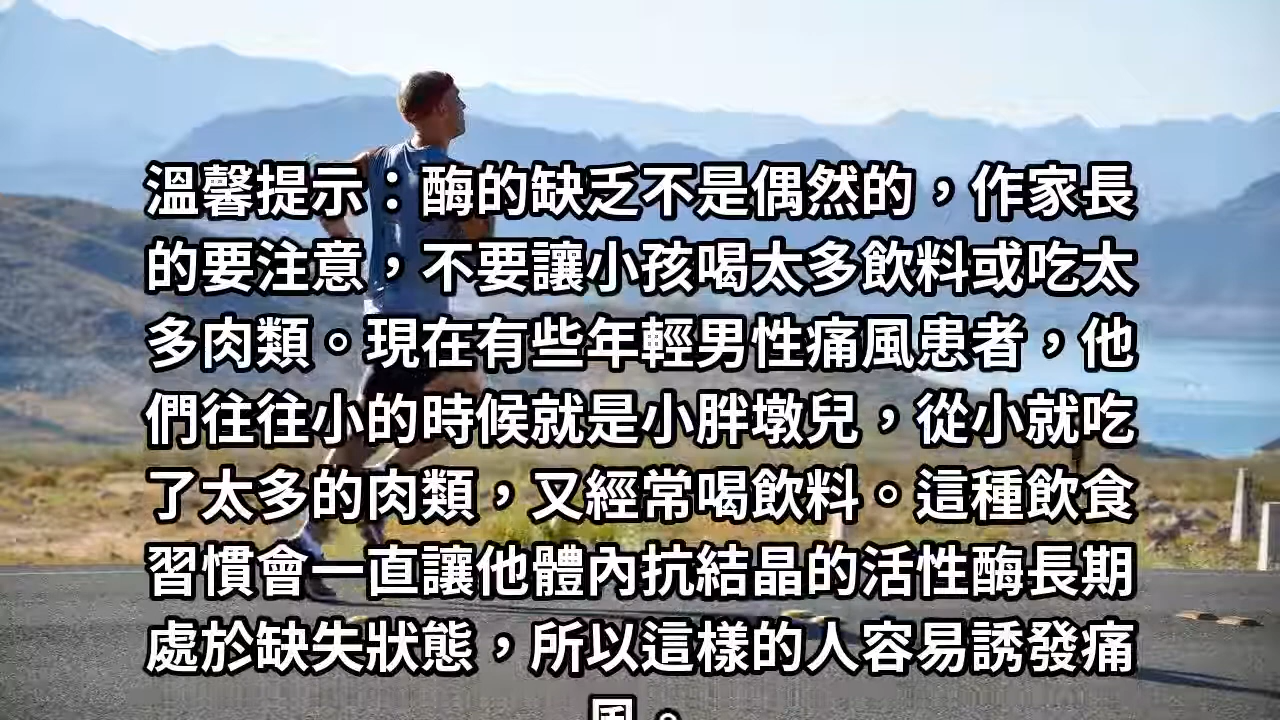 溫馨提示：酶的缺乏不是偶然的，作家長
的要注意，不要讓小孩喝太多飲料或吃太
多肉類。現在有些年輕男性痛風患者，他
們往往小的時候就是小胖墩兒，從小就吃
了太多的肉類，又經常喝飲料。這種飲食
習慣會一直讓他體內抗結晶的活性酶長期
處於缺失狀態，所以這樣的人容易誘發痛
風。